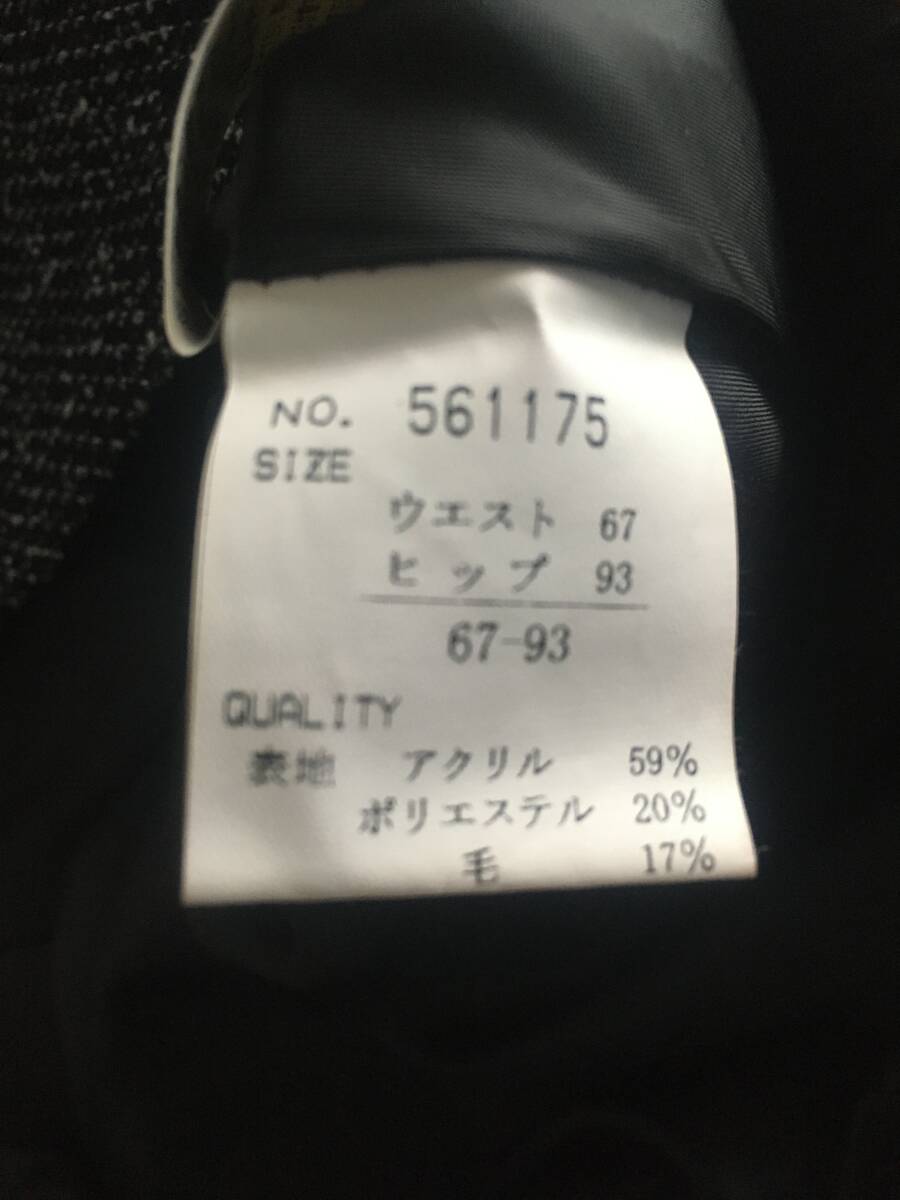 NO. 561175
SIZE
ウエスト 67
ヒップ 93
67-93
QUALITY
表地 アクリル 59%
ポリエステル 20%
毛 17%